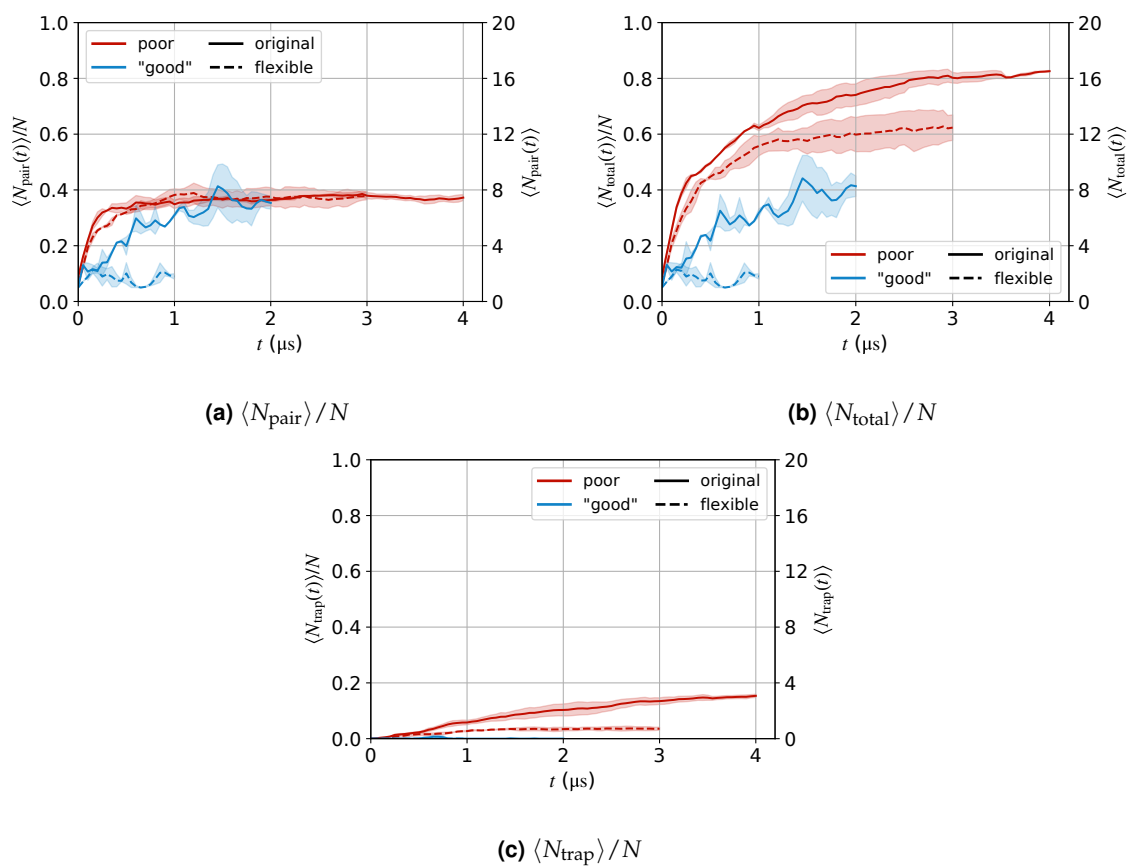 1.0
0.8
0.6
0.4
0.2
0.0
⟨N_pair(t)⟩/N
poor
"good"
original
flexible
20
16
12
8
4
0
⟨N_pair(t)⟩
0 1 2 3 4
t (μs)
(a) ⟨N_pair⟩/N
1.0
0.8
0.6
0.4
0.2
0.0
⟨N_total(t)⟩/N
poor
"good"
original
flexible
20
16
12
8
4
0
⟨N_total(t)⟩
0 1 2 3 4
t (μs)
(b) ⟨N_total⟩/N
1.0
0.8
0.6
0.4
0.2
0.0
⟨N_trap(t)⟩/N
poor
"good"
original
flexible
20
16
12
8
4
0
⟨N_trap(t)⟩
0 1 2 3 4
t (μs)
(c) ⟨N_trap⟩/N